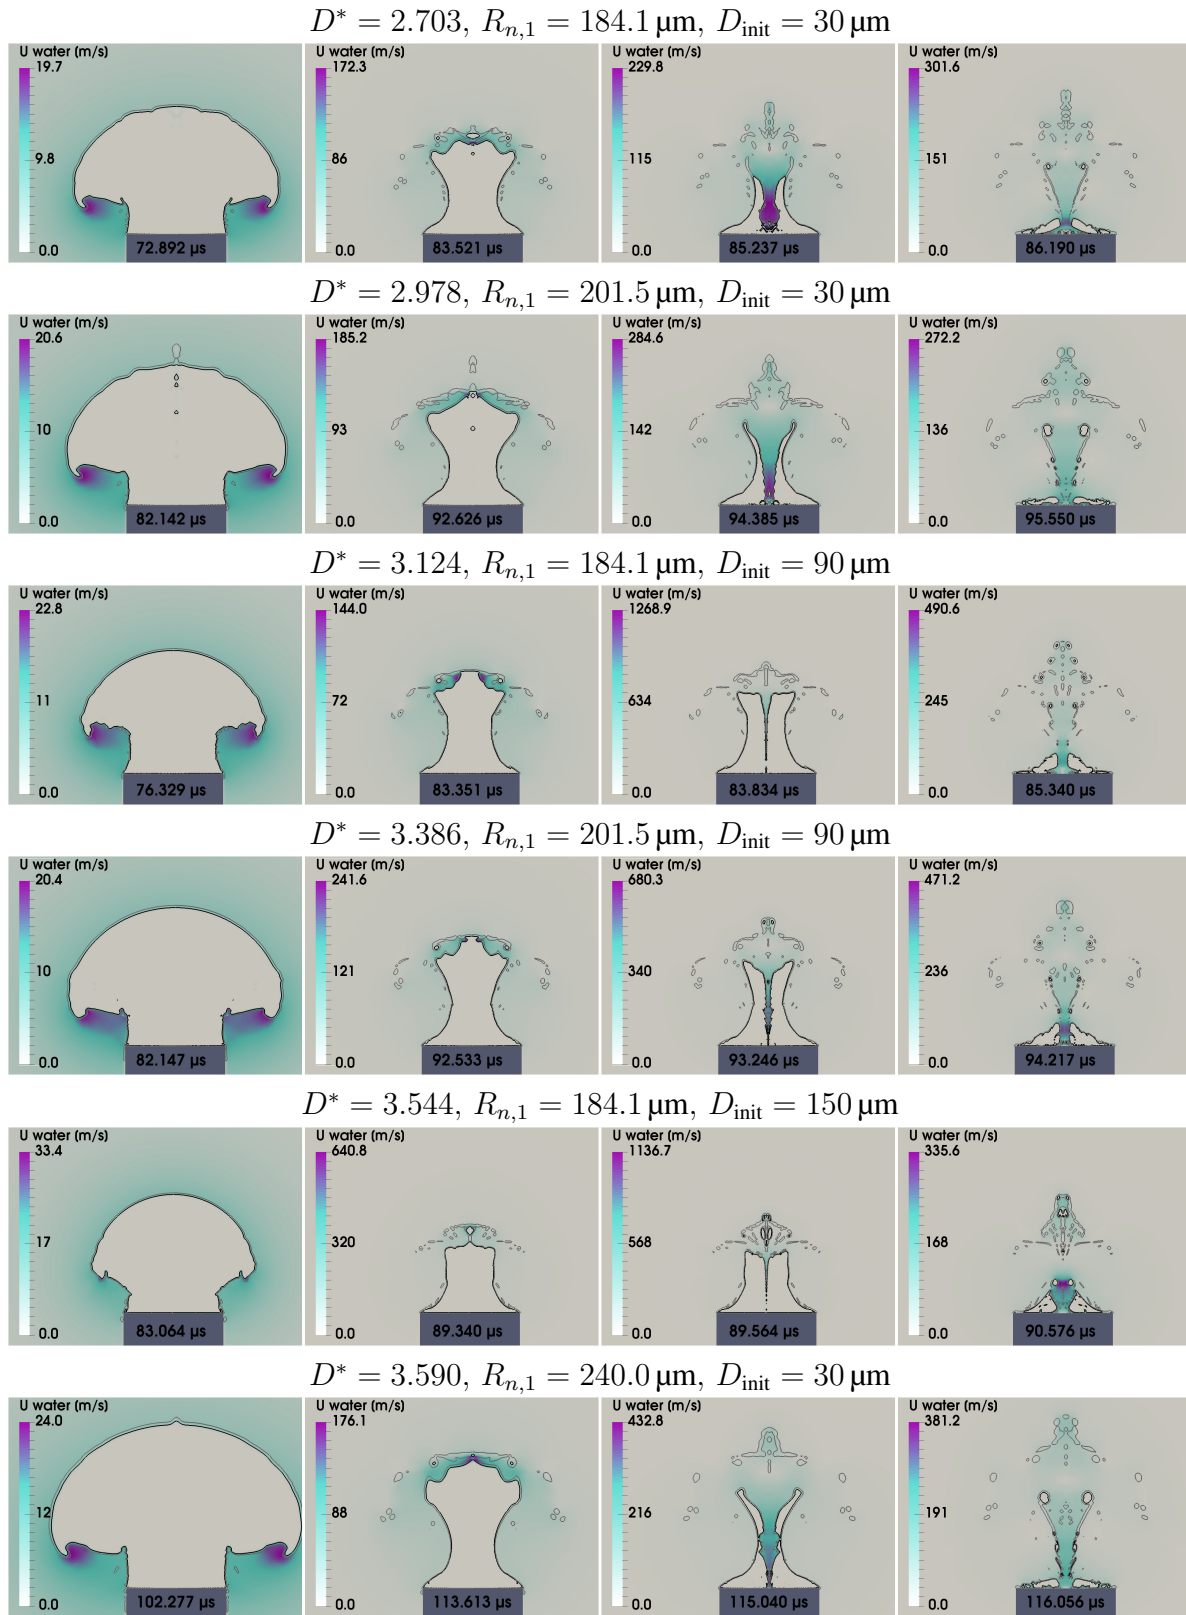 D* = 2.703, Rn,1 = 184.1 µm, Dinit = 30 µm
U water (m/s) U water (m/s) U water (m/s) U water (m/s)
19.7 172.3 229.8 301.6
9.8 86 115 151
0.0 0.0 0.0 0.0
72.892 µs 83.521 µs 85.237 µs 86.190 µs
D* = 2.978, Rn,1 = 201.5 µm, Dinit = 30 µm
U water (m/s) U water (m/s) U water (m/s) U water (m/s)
20.6 185.2 284.6 272.2
10 93 142 136
0.0 0.0 0.0 0.0
82.142 µs 92.626 µs 94.385 µs 95.550 µs
D* = 3.124, Rn,1 = 184.1 µm, Dinit = 90 µm
U water (m/s) U water (m/s) U water (m/s) U water (m/s)
22.8 144.0 1268.9 490.6
11 72 634 245
0.0 0.0 0.0 0.0
76.329 µs 83.351 µs 83.834 µs 85.340 µs
D* = 3.386, Rn,1 = 201.5 µm, Dinit = 90 µm
U water (m/s) U water (m/s) U water (m/s) U water (m/s)
20.4 241.6 680.3 471.2
10 121 340 236
0.0 0.0 0.0 0.0
82.147 µs 92.533 µs 93.246 µs 94.217 µs
D* = 3.544, Rn,1 = 184.1 µm, Dinit = 150 µm
U water (m/s) U water (m/s) U water (m/s) U water (m/s)
33.4 640.8 1136.7 335.6
17 320 568 168
0.0 0.0 0.0 0.0
83.064 µs 89.340 µs 89.564 µs 90.576 µs
D* = 3.590, Rn,1 = 240.0 µm, Dinit = 30 µm
U water (m/s) U water (m/s) U water (m/s) U water (m/s)
24.0 176.1 432.8 381.2
12 88 216 191
0.0 0.0 0.0 0.0
102.277 µs 113.613 µs 115.040 µs 116.056 µs